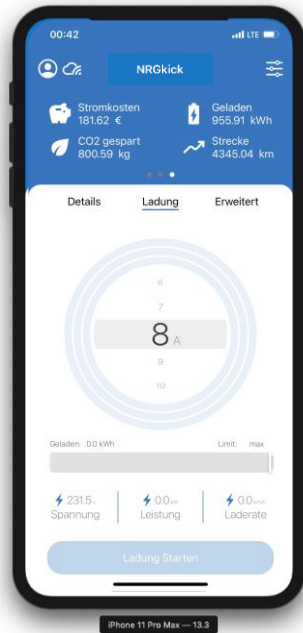 00:42 LTE
NRGkick
Stromkosten
181.62 €
Geladen
955.91 kWh
CO2 gespart
800.59 kg
Strecke
4345.04 km
Details Ladung Erweitert
6
7
8 A
9
10
Geladen: 0.0 kWh Limit: max
231.5 V
Spannung
0.0 kW
Leistung
0.0
Laderate
Ladung Starten
iPhone 11 Pro Max — 13.3